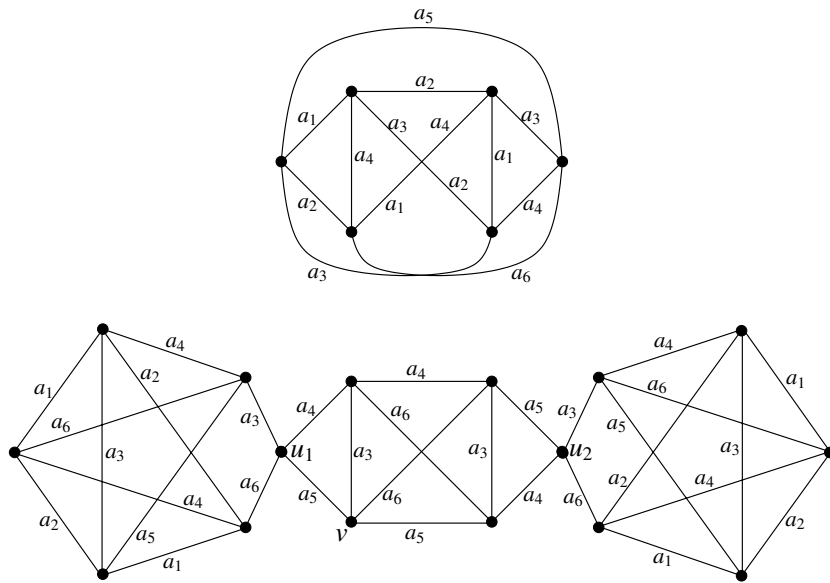 a₅
a₂
a₁ a₃ a₄ a₃
a₄ a₁
a₂ a₁ a₂ a₄
a₃ a₆
a₄ a₄ a₄
a₁ a₂ a₄ a₆ a₅ a₆ a₁
a₆ a₃ a₃ a₅
a₃ u₁ a₃ a₃ u₂ a₃
a₄ a₆ a₅ a₆ a₄ a₆ a₂ a₄
a₂ a₅ v a₅ a₂
a₁ a₁